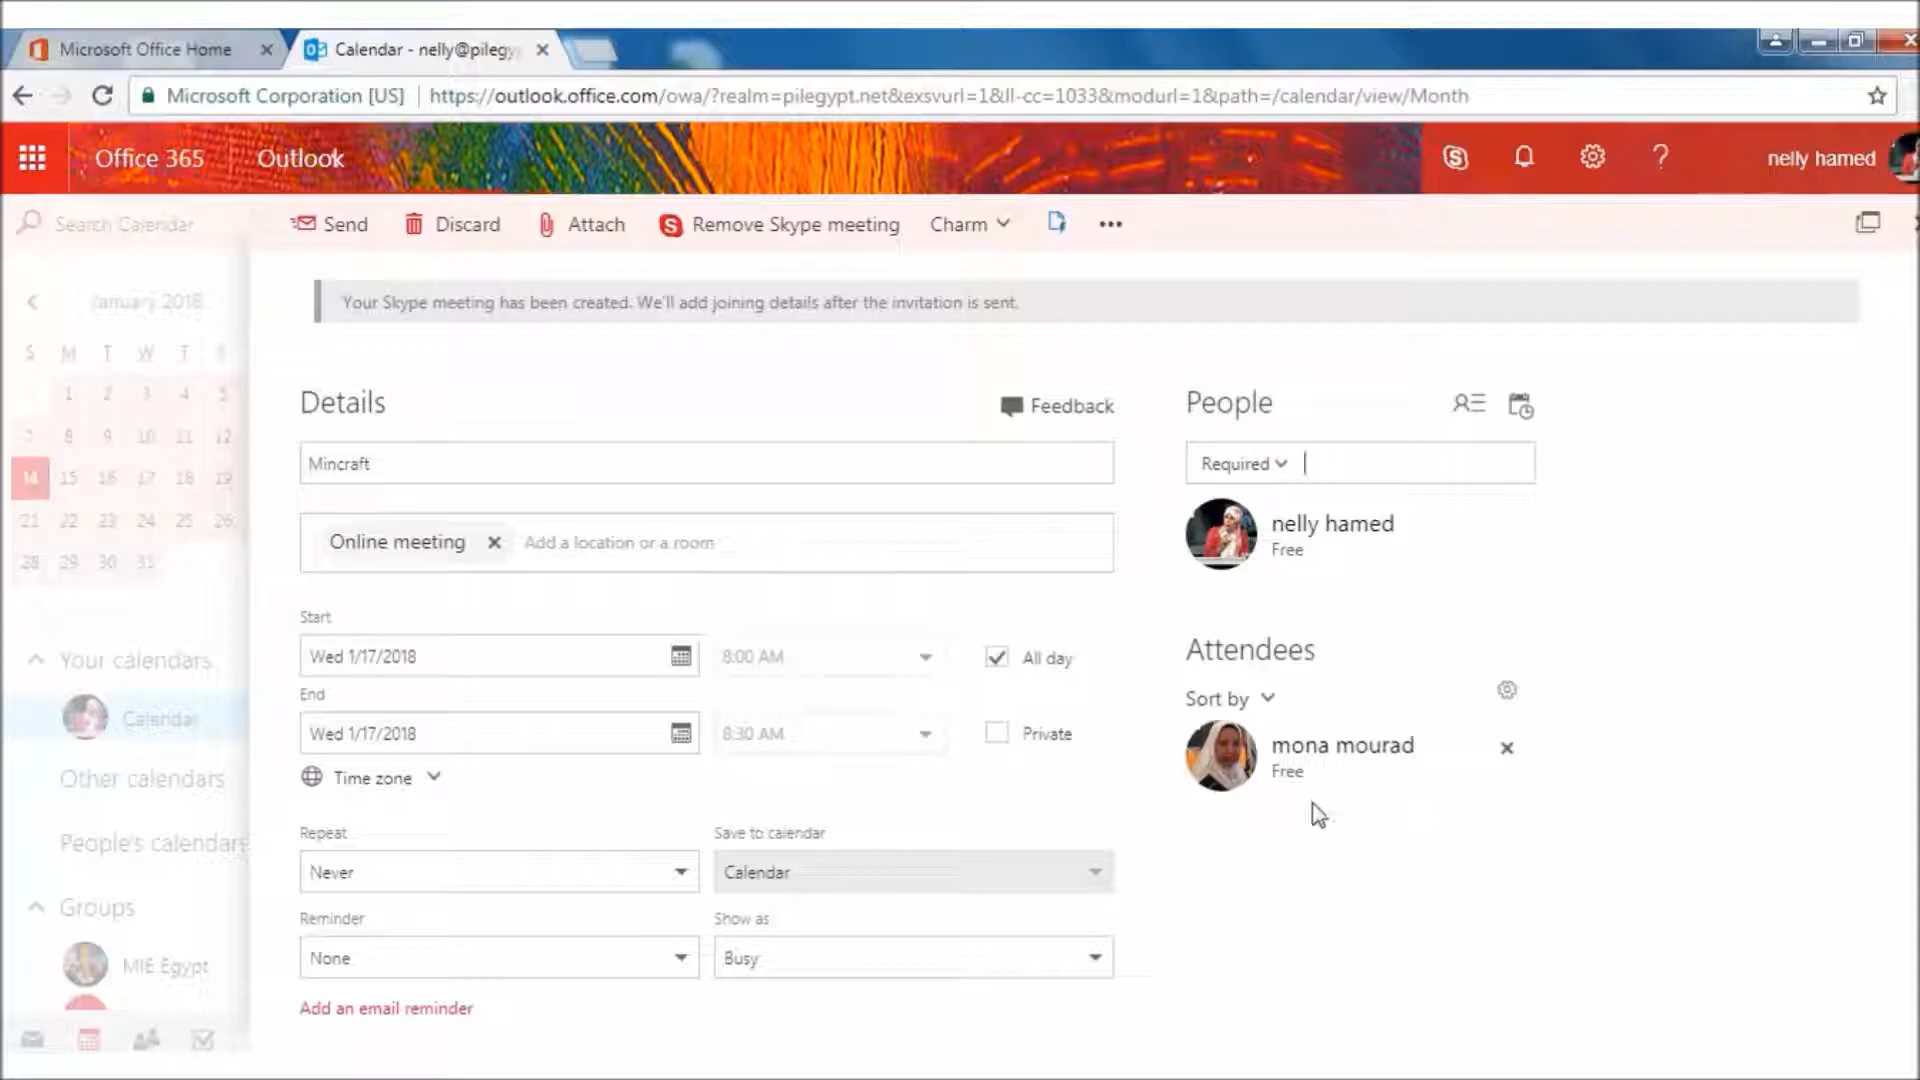 Microsoft Office Home
Calendar - nelly@pilegy
Microsoft Corporation [US]
https://outlook.office.com/owa/?realm=pilegypt.net&exsvurl=1&ll-cc=1033&modurl=1&path=/calendar/view/Month
Office 365
Outlook
nelly hamed
Search Calendar
Send
Discard
Attach
Remove Skype meeting
Charm
January 2018
S M T W T
1 2 3 4 5
7 8 9 10 11 12
14 15 16 17 18 19
21 22 23 24 25 26
28 29 30 31
Your calendars
Calendar
Other calendars
People's calendars
Groups
MIE Egypt
Your Skype meeting has been created. We'll add joining details after the invitation is sent.
Details
Feedback
Mincraft
Online meeting
Add a location or a room
Start
Wed 1/17/2018
8:00 AM
All day
End
Wed 1/17/2018
8:30 AM
Private
Time zone
Repeat
Save to calendar
Never
Calendar
Reminder
Show as
None
Busy
Add an email reminder
People
Required
nelly hamed
Free
Attendees
Sort by
mona mourad
Free